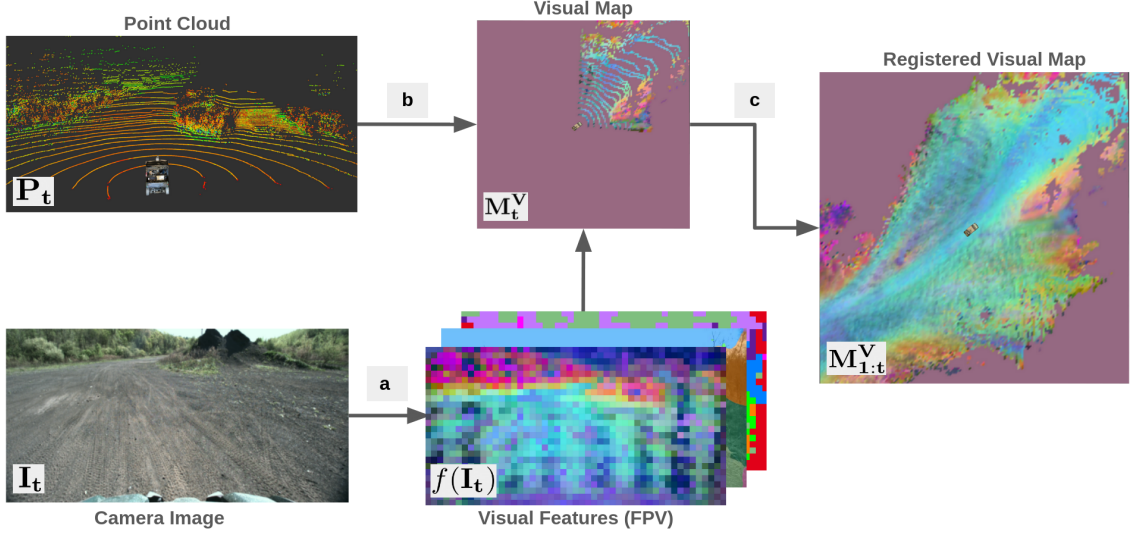 Point Cloud
Visual Map
Registered Visual Map
b
c
P_t
M_t^V
a
M_{1:t}^V
I_t
f(I_t)
Camera Image
Visual Features (FPV)